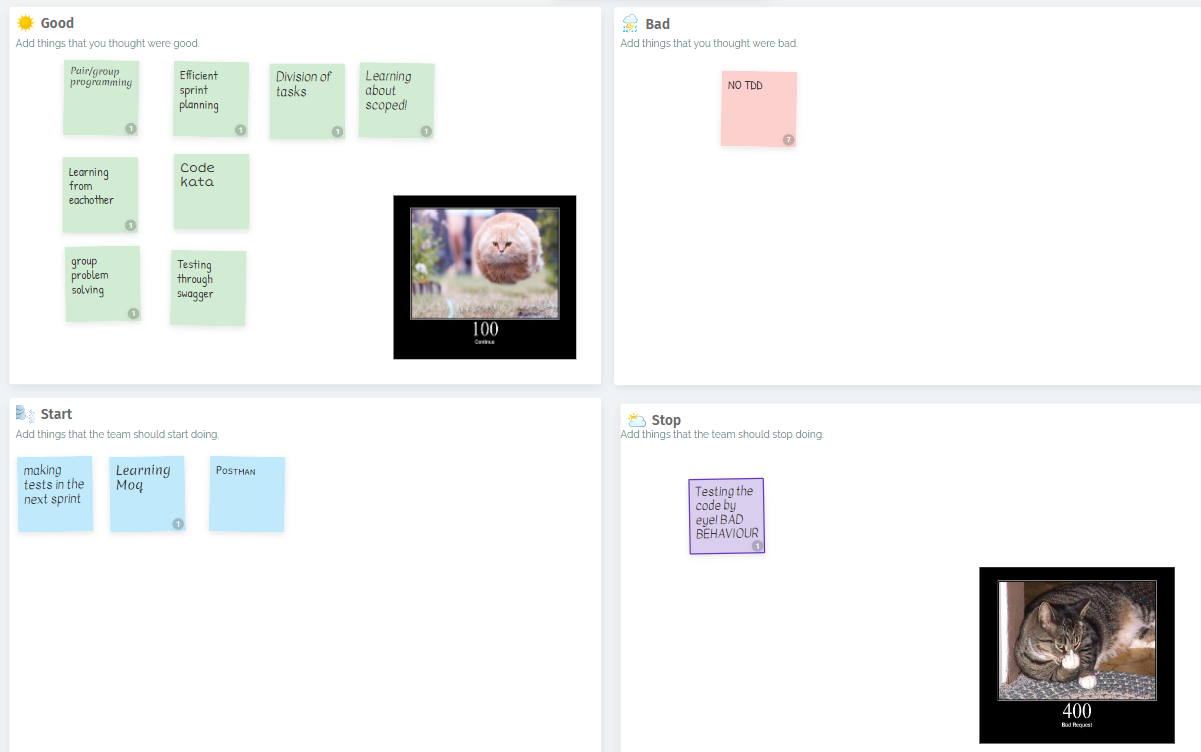 Good
Add things that you thought were good.
Pair/group
programming
1
Efficient
sprint
planning
1
Division of
tasks
1
Learning
about
scoped!
1
Learning
from
eachother
1
Code
kata
group
problem
solving
1
Testing
through
swagger
100
Continue
Bad
Add things that you thought were bad.
NO TDD
7
Start
Add things that the team should start doing.
making
tests in the
next sprint
Learning
Moq
1
POSTMAN
Stop
Add things that the team should stop doing.
Testing the
code by
eye! BAD
BEHAVIOUR
1
400
Bad Request